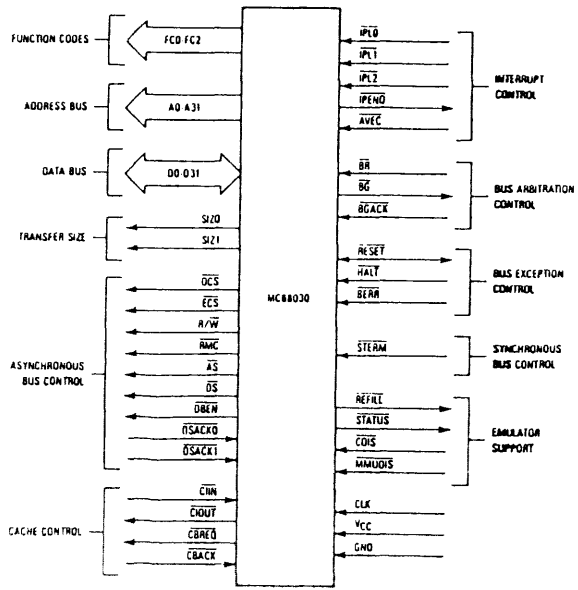 FUNCTION CODES
FC0-FC2
ADDRESS BUS
A0-A31
DATA BUS
D0-D31
TRANSFER SIZE
SIZ0
SIZ1
ASYNCHRONOUS
BUS CONTROL
OCS
ECS
R/W
RMC
AS
DS
DBEN
DSACK0
DSACK1
CACHE CONTROL
CIIN
CIOUT
CBREQ
CBACK
MC68030
IPL0
IPL1
IPL2
IPEND
AVEC
INTERRUPT
CONTROL
BR
BG
BGACK
BUS ARBITRATION
CONTROL
RESET
HALT
BERR
BUS EXCEPTION
CONTROL
STERM
SYNCHRONOUS
BUS CONTROL
REFILL
STATUS
CDIS
MMUDIS
EMULATOR
SUPPORT
CLK
VCC
GND